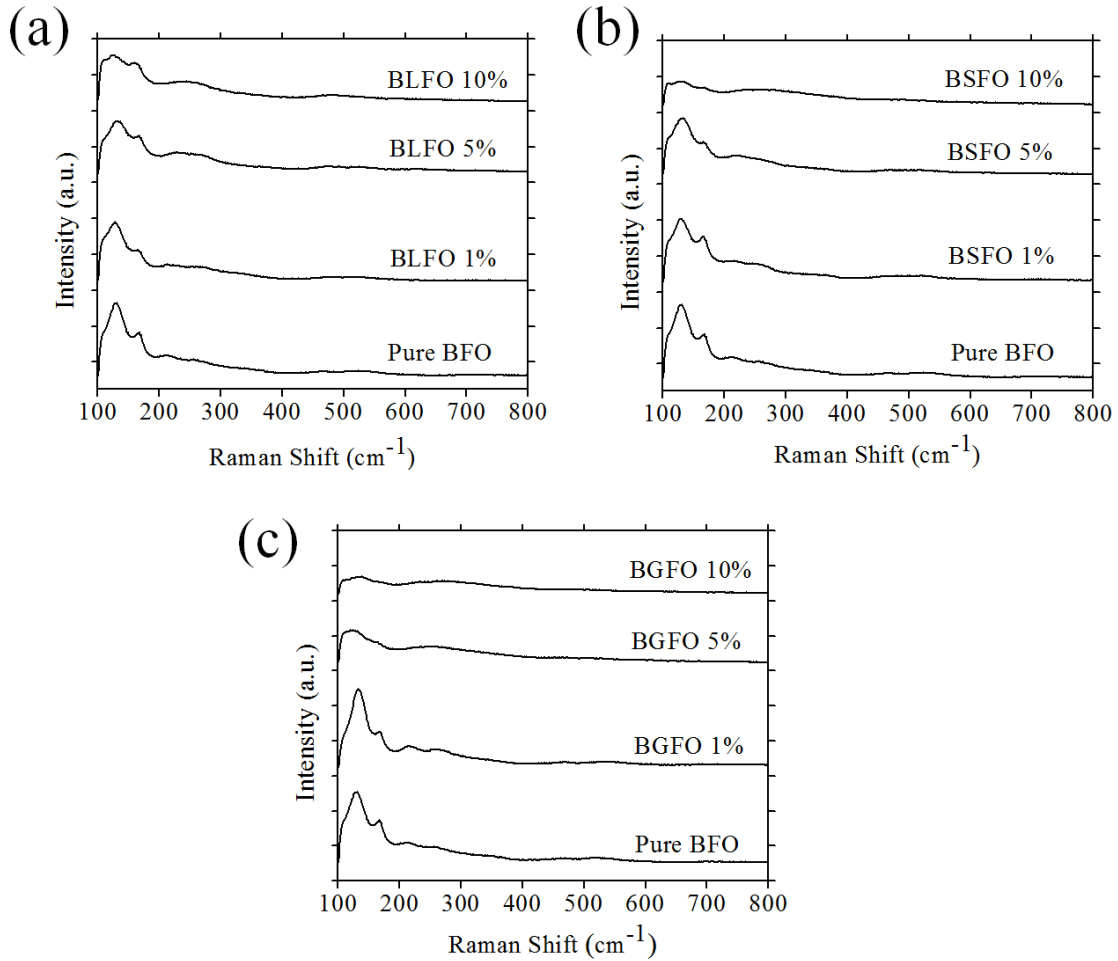 (a)
BLFO 10%
BLFO 5%
BLFO 1%
Pure BFO
Intensity (a.u.)
100 200 300 400 500 600 700 800
Raman Shift (cm-1)
(b)
BSFO 10%
BSFO 5%
BSFO 1%
Pure BFO
Intensity (a.u.)
100 200 300 400 500 600 700 800
Raman Shift (cm-1)
(c)
BGFO 10%
BGFO 5%
BGFO 1%
Pure BFO
Intensity (a.u.)
100 200 300 400 500 600 700 800
Raman Shift (cm-1)